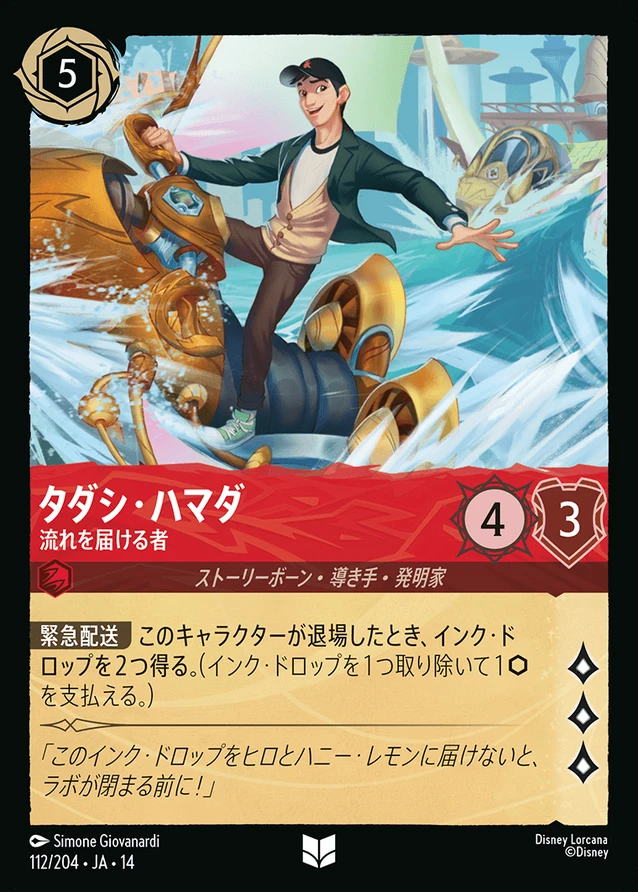 5
タダシ・ハマダ
流れを届ける者
4
3
ストーリーボーン・導き手・発明家
緊急配送 このキャラクターが退場したとき、インク・ド
ロップを2つ得る。(インク・ドロップを1つ取り除いて1⬡
を支払える。)
「このインク・ドロップをヒロとハニー・レモンに届けないと、
ラボが閉まる前に!」
Simone Giovanardi
112/204・JA・14
Disney Lorcana
©Disney